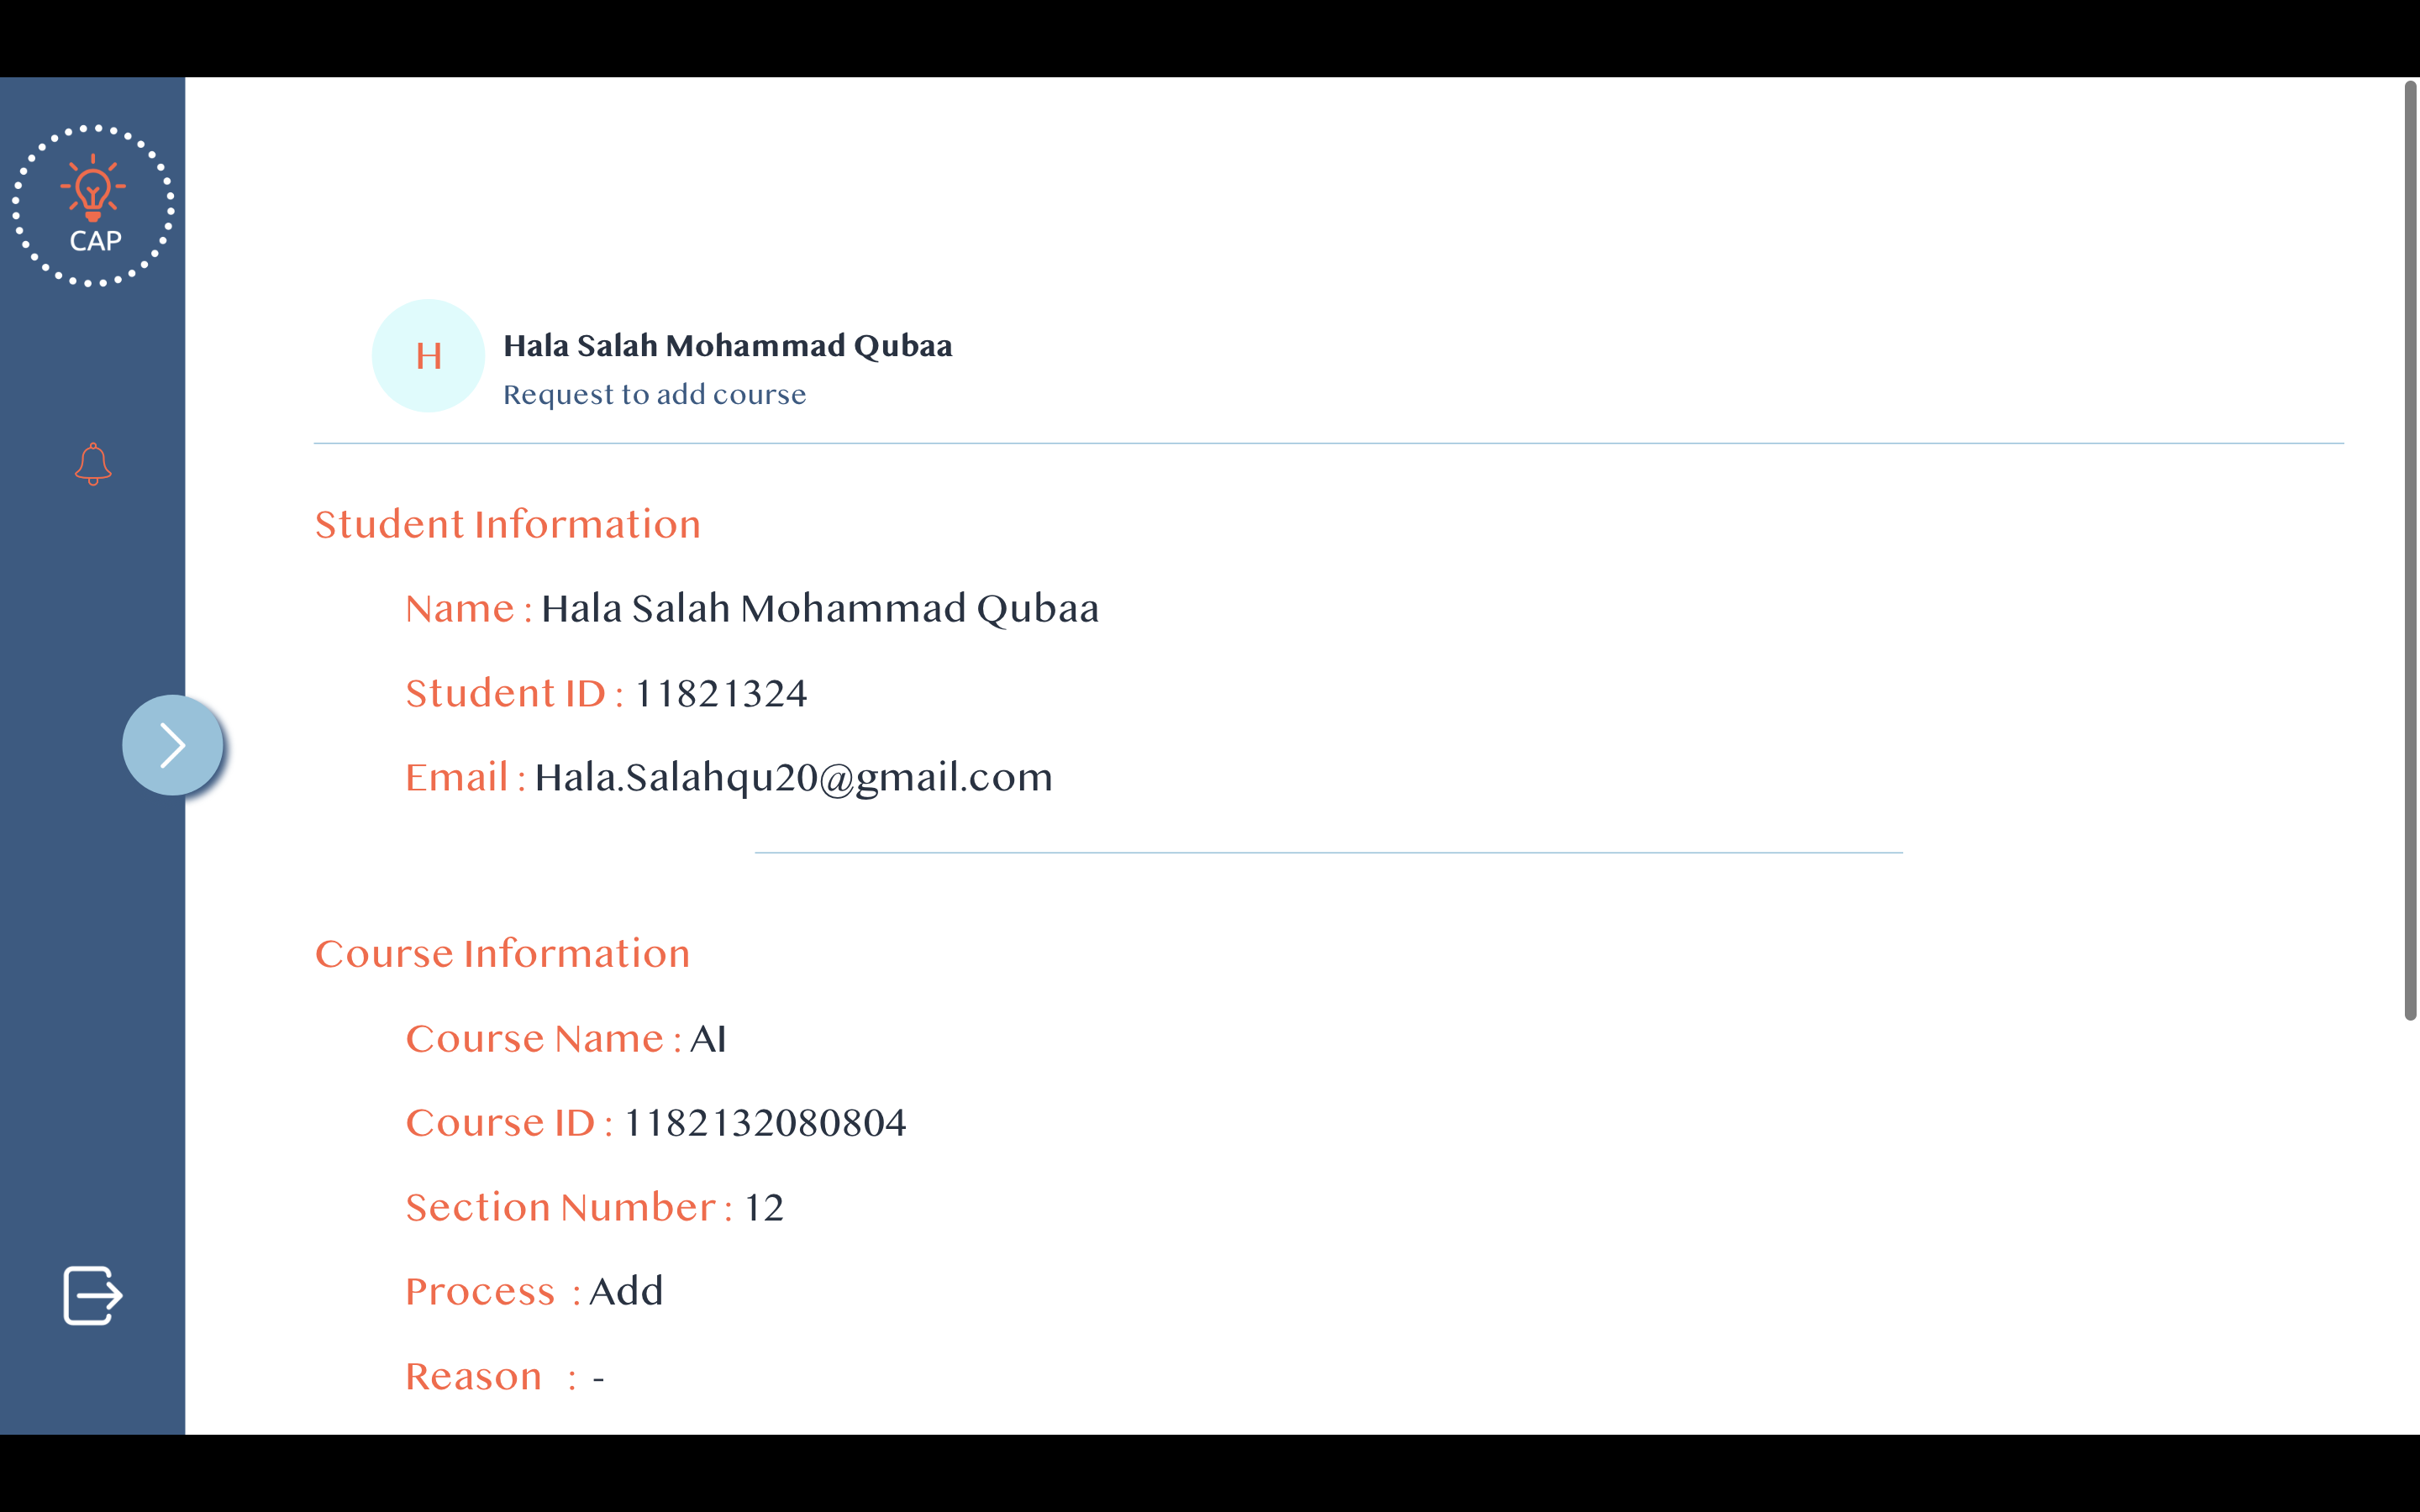 CAP
H
Hala Salah Mohammad Qubaa
Request to add course
Student Information
Name : Hala Salah Mohammad Qubaa
Student ID : 11821324
Email : Hala.Salahqu20@gmail.com
Course Information
Course Name : AI
Course ID : 1182132080804
Section Number : 12
Process : Add
Reason : -